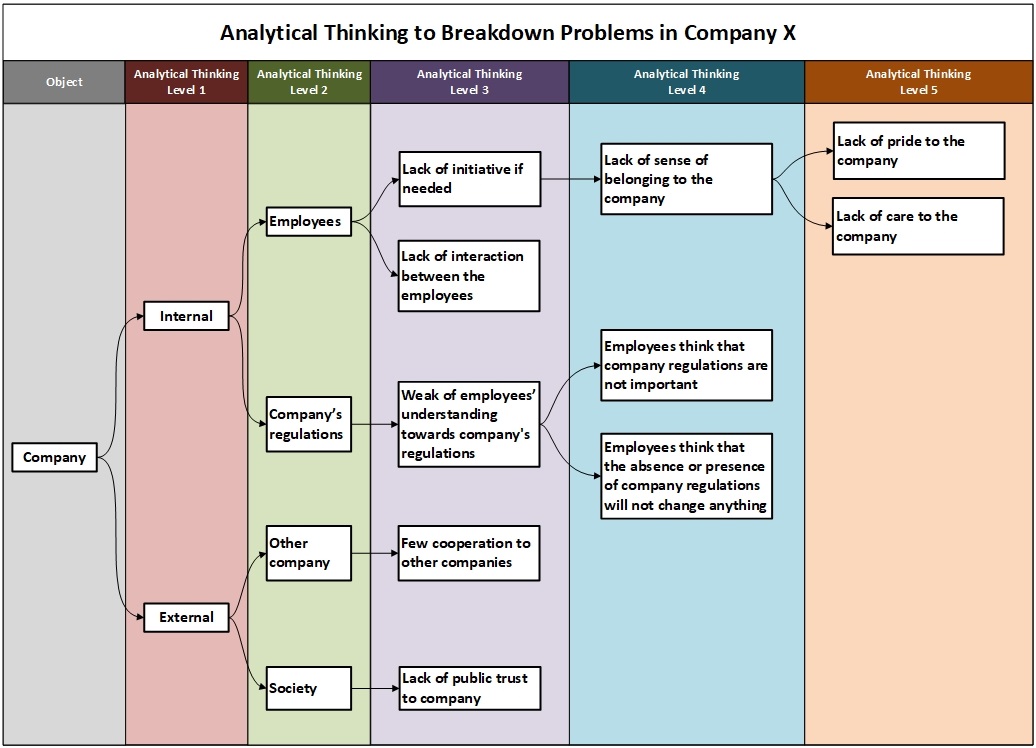 Analytical Thinking to Breakdown Problems in Company X
Object
Analytical Thinking
Level 1
Analytical Thinking
Level 2
Analytical Thinking
Level 3
Analytical Thinking
Level 4
Analytical Thinking
Level 5
Company
Internal
External
Employees
Company’s
regulations
Other
company
Society
Lack of initiative if
needed
Lack of interaction
between the
employees
Weak of employees’
understanding
towards company's
regulations
Few cooperation to
other companies
Lack of public trust
to company
Lack of sense of
belonging to the
company
Employees think that
company regulations are
not important
Employees think that
the absence or presence
of company regulations
will not change anything
Lack of pride to the
company
Lack of care to the
company